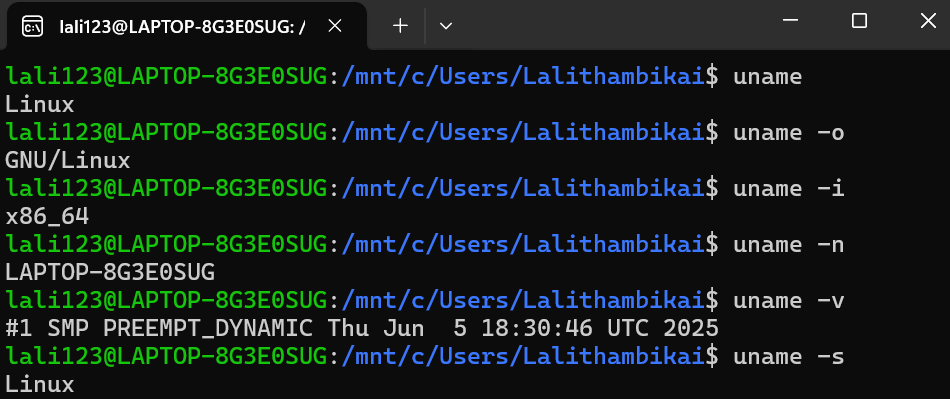 lali123@LAPTOP-8G3E0SUG: /
lali123@LAPTOP-8G3E0SUG:/mnt/c/Users/Lalithambikai$ uname
Linux
lali123@LAPTOP-8G3E0SUG:/mnt/c/Users/Lalithambikai$ uname -o
GNU/Linux
lali123@LAPTOP-8G3E0SUG:/mnt/c/Users/Lalithambikai$ uname -i
x86_64
lali123@LAPTOP-8G3E0SUG:/mnt/c/Users/Lalithambikai$ uname -n
LAPTOP-8G3E0SUG
lali123@LAPTOP-8G3E0SUG:/mnt/c/Users/Lalithambikai$ uname -v
#1 SMP PREEMPT_DYNAMIC Thu Jun  5 18:30:46 UTC 2025
lali123@LAPTOP-8G3E0SUG:/mnt/c/Users/Lalithambikai$ uname -s
Linux